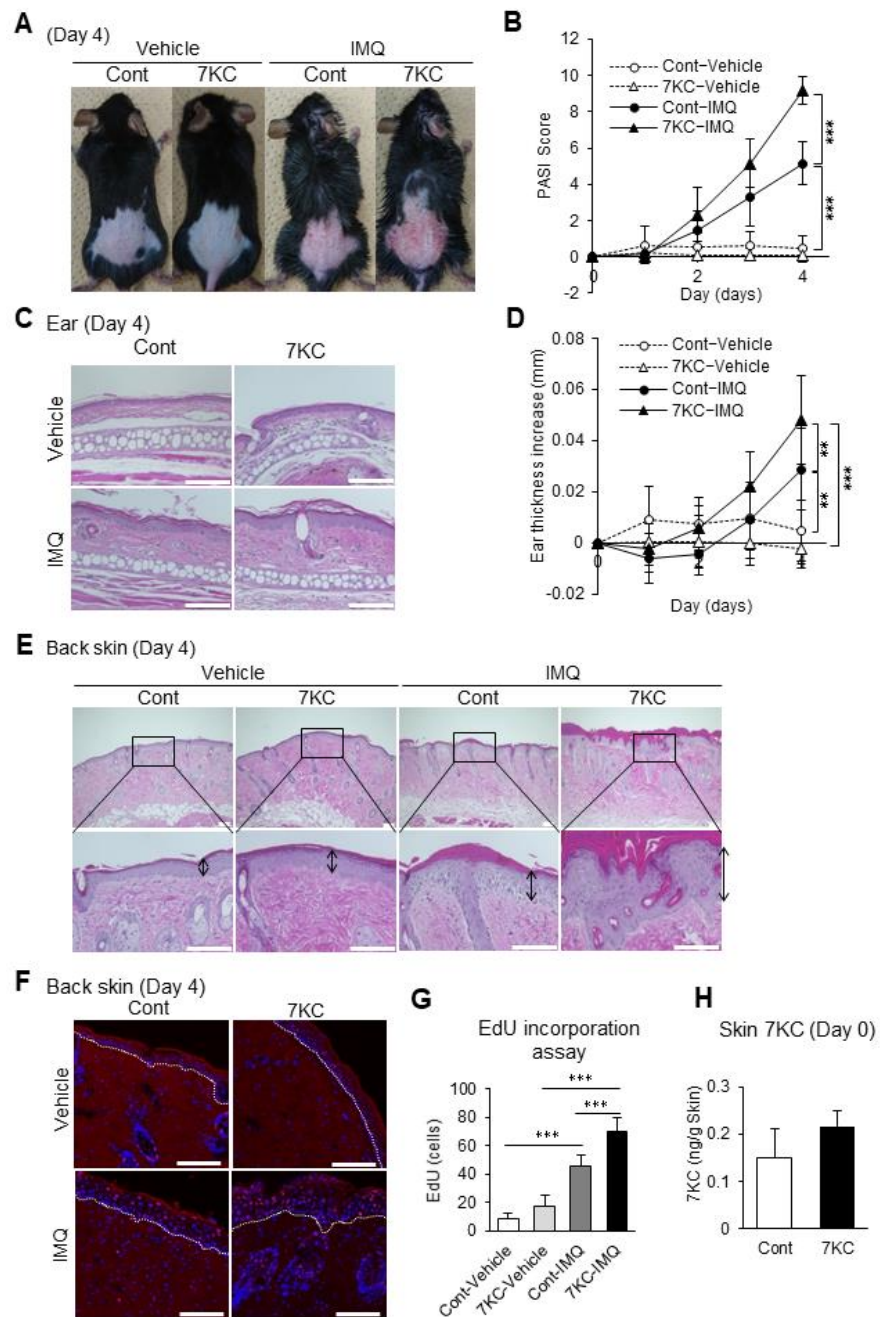 A
(Day 4)
Vehicle IMQ
Cont 7KC Cont 7KC
B
Cont-Vehicle
7KC-Vehicle
Cont-IMQ
7KC-IMQ
PASI Score
12
10
8
6
4
2
0
-2
0 2 4
Day (days)
***
***
C Ear (Day 4)
Cont 7KC
Vehicle
IMQ
D
Cont-Vehicle
7KC-Vehicle
Cont-IMQ
7KC-IMQ
Ear thickness increase (mm)
0.08
0.06
0.04
0.02
0
-0.02
0
Day (days)
**
**
***
E Back skin (Day 4)
Vehicle IMQ
Cont 7KC Cont 7KC
F Back skin (Day 4)
Cont 7KC
Vehicle
IMQ
G
EdU incorporation
assay
EdU (cells)
100
80
60
40
20
0
***
***
***
Cont-Vehicle
7KC-Vehicle
Cont-IMQ
7KC-IMQ
H
Skin 7KC (Day 0)
7KC (ng/g Skin)
0.3
0.2
0.1
0
Cont 7KC